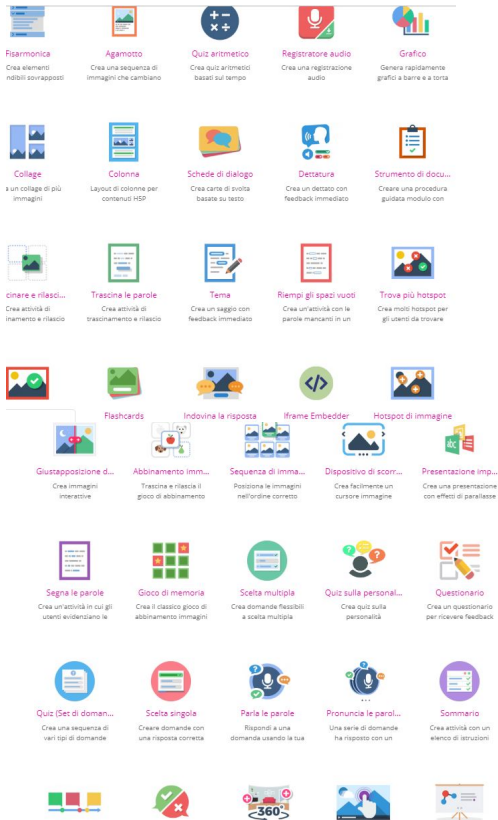 Fisarmonica Agamotto Quiz aritmetico Registratore audio Grafico
Crea elementi Crea una sequenza di Crea quiz aritmetici Crea una registrazione Genera rapidamente
ndibili sovrapposti immagini che cambiano basati sul tempo audio grafici a barre e a torta
Collage Colonna Schede di dialogo Dettatura Strumento di docu...
a un collage di più Layout di colonne per Crea carte di svolta Crea un dettato con Creare una procedura
immagini contenuti H5P basate su testo feedback immediato guidata modulo con
cinare e rilasci... Trascina le parole Tema Riempi gli spazi vuoti Trova più hotspot
Crea attività di Crea attività di Crea un saggio con Crea un'attività con le Crea molti hotspot per
inamento e rilascio trascinamento e rilascio feedback immediato parole mancanti in un gli utenti da trovare
Flashcards Indovina la risposta Iframe Embedder Hotspot di immagine
abc
Giustapposizione d... Abbinamento imm... Sequenza di imma... Dispositivo di scorr... Presentazione imp...
Crea immagini Trascina e rilascia il Posiziona le immagini Crea facilmente un Crea una presentazione
interattive gioco di abbinamento nell'ordine corretto cursore immagine con effetti di parallasse
Segna le parole Gioco di memoria Scelta multipla Quiz sulla personal... Questionario
Crea un'attività in cui gli Crea il classico gioco di Crea domande flessibili Crea quiz sulla Crea un questionario
utenti evidenziano le abbinamento immagini a scelta multipla personalità per ricevere feedback
Quiz (Set di doman... Scelta singola Parla le parole Pronuncia le parol... Sommario
Crea una sequenza di Creare domande con Rispondi a una Una serie di domande Crea attività con un
vari tipi di domande una risposta corretta domanda usando la tua ha risposto con un elenco di istruzioni
360°